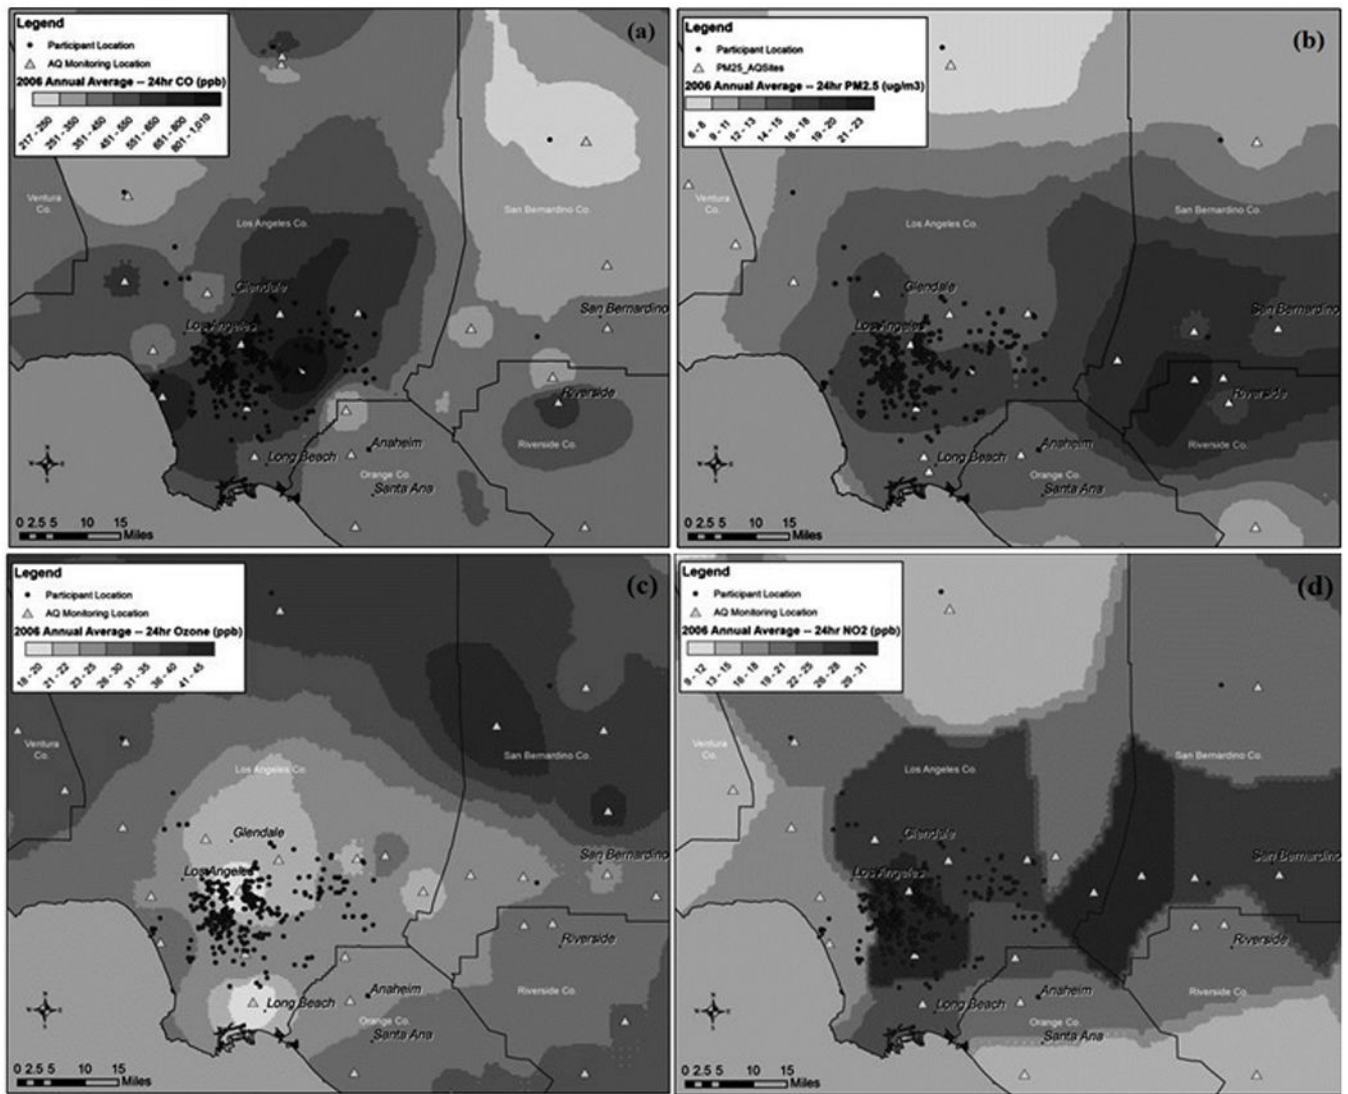 Legend
(a)
Participant Location
AQ Monitoring Location
2006 Annual Average -- 24hr CO (ppb)
217 - 250
251 - 350
351 - 450
451 - 550
551 - 650
651 - 800
801 - 1,010
Ventura
Co.
Los Angeles Co.
San Bernardino Co.
Glendale
Los Angeles
San Bernardino
Riverside
Anaheim
Riverside Co.
Long Beach
Orange Co.
Santa Ana
N
0 2.5 5 10 15
Miles
Legend
(b)
Participant Location
PM25_AQSites
2006 Annual Average -- 24hr PM2.5 (ug/m3)
6 - 8
9 - 11
12 - 13
14 - 15
16 - 18
19 - 20
21 - 23
Ventura
Co.
Los Angeles Co.
San Bernardino Co.
Glendale
Los Angeles
San Bernardino
Riverside
Anaheim
Riverside Co.
Long Beach
Orange Co.
Santa Ana
0 2.5 5 10 15
Miles
Legend
(c)
Participant Location
AQ Monitoring Location
2006 Annual Average -- 24hr Ozone (ppb)
18 - 20
21 - 22
23 - 25
26 - 30
31 - 35
36 - 40
41 - 45
Ventura
Co.
Los Angeles Co.
San Bernardino Co.
Glendale
Los Angeles
San Bernardino
Riverside
Anaheim
Riverside Co.
Long Beach
Orange Co.
Santa Ana
0 2.5 5 10 15
Miles
Legend
(d)
Participant Location
AQ Monitoring Location
2006 Annual Average -- 24hr NO2 (ppb)
9 - 12
13 - 15
16 - 18
19 - 21
22 - 25
26 - 28
29 - 31
Ventura
Co.
Los Angeles Co.
San Bernardino Co.
Glendale
Los Angeles
San Bernardino
Riverside
Anaheim
Riverside Co.
Long Beach
Orange Co.
Santa Ana
0 2.5 5 10 15
Miles